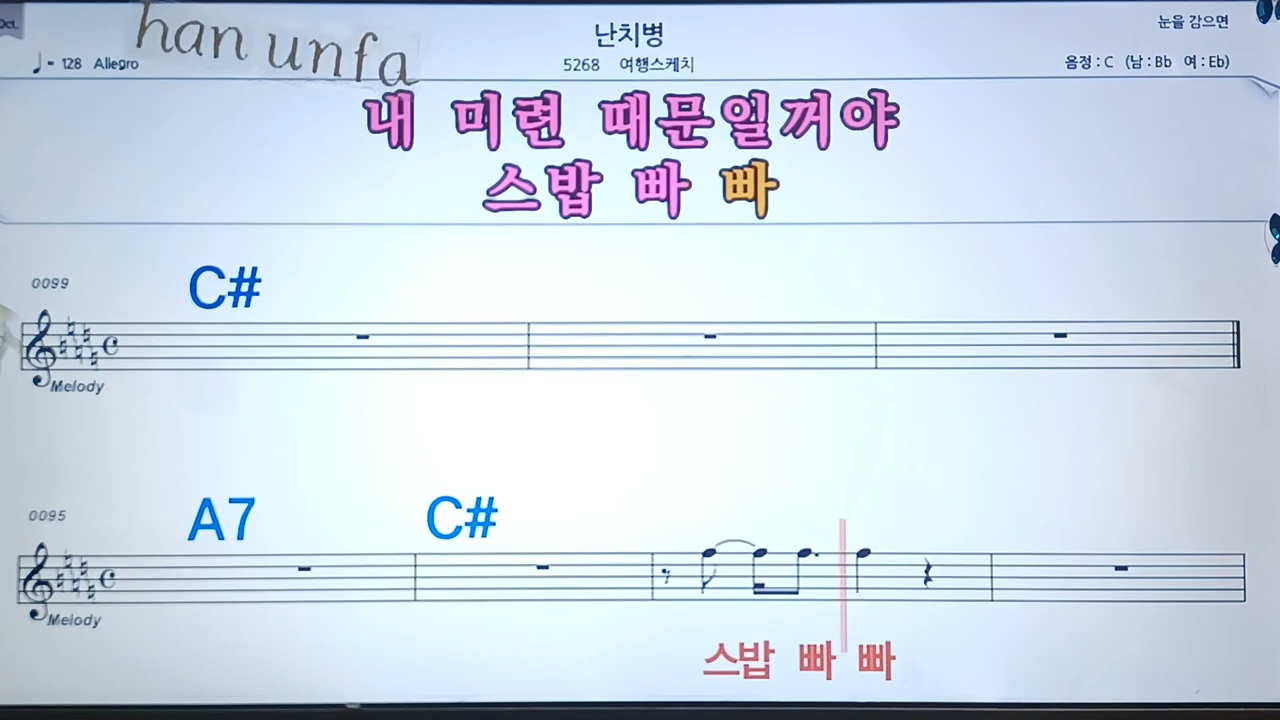 Oct.
han unfa
난치병
눈을 감으면
♩= 128 Allegro
5268 여행스케치
음정 : C (남 : Bb 여 : Eb)
내 미련 때문일꺼야
스밥 빠 빠
0099
C#
Melody
0095
A7 C#
Melody
스밥 빠 빠